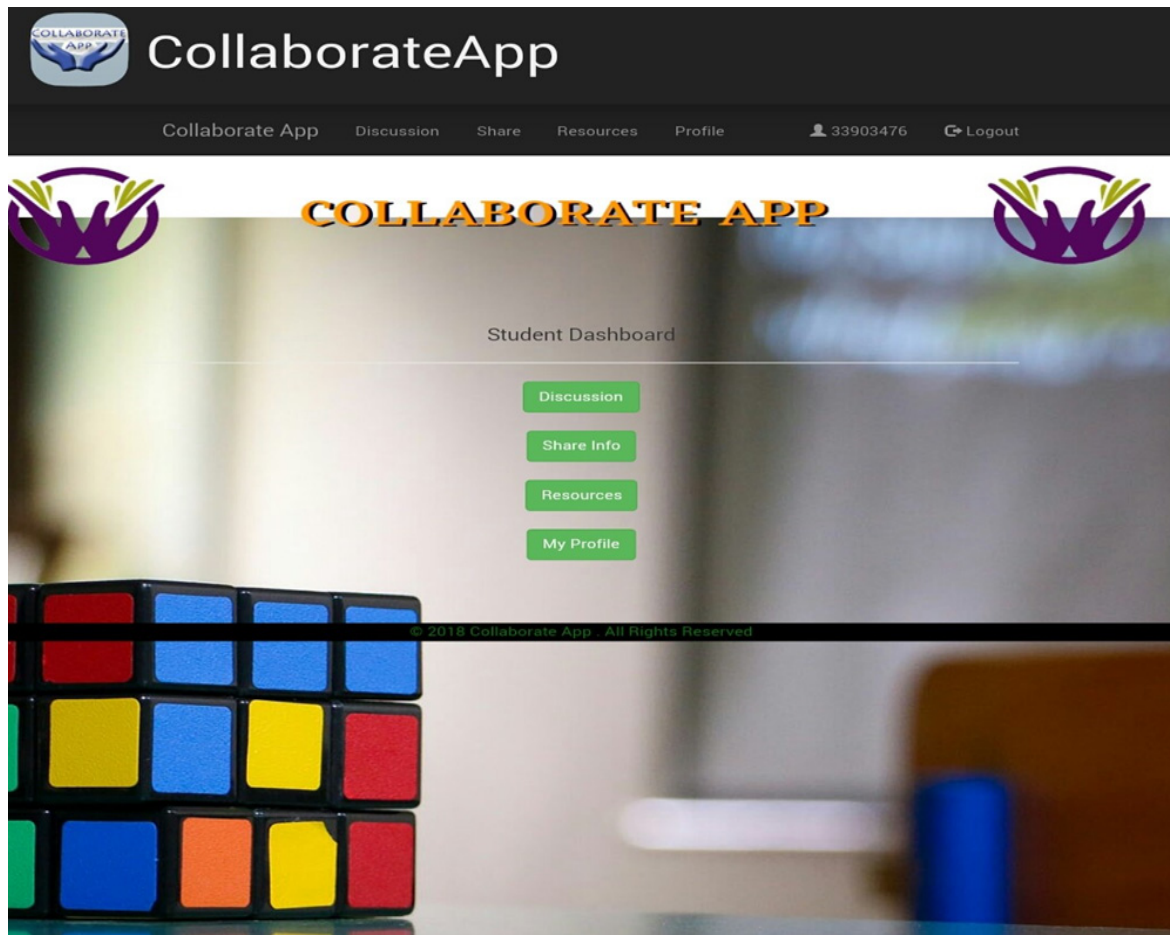 COLLABORATE
APP
CollaborateApp
Collaborate App Discussion Share Resources Profile 33903476 Logout
COLLABORATE APP
Student Dashboard
Discussion
Share Info
Resources
My Profile
© 2018 Collaborate App . All Rights Reserved